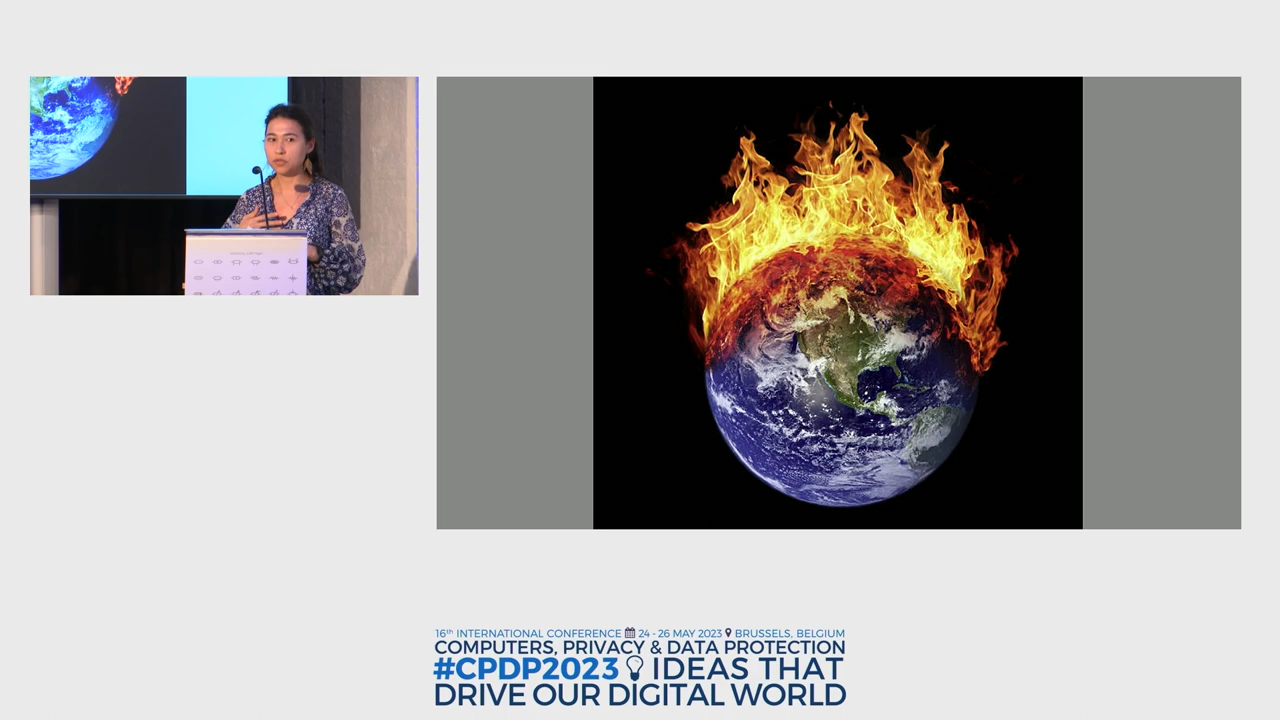 16th INTERNATIONAL CONFERENCE 24 - 26 MAY 2023 BRUSSELS, BELGIUM
COMPUTERS, PRIVACY & DATA PROTECTION
#CPDP2023 IDEAS THAT
DRIVE OUR DIGITAL WORLD